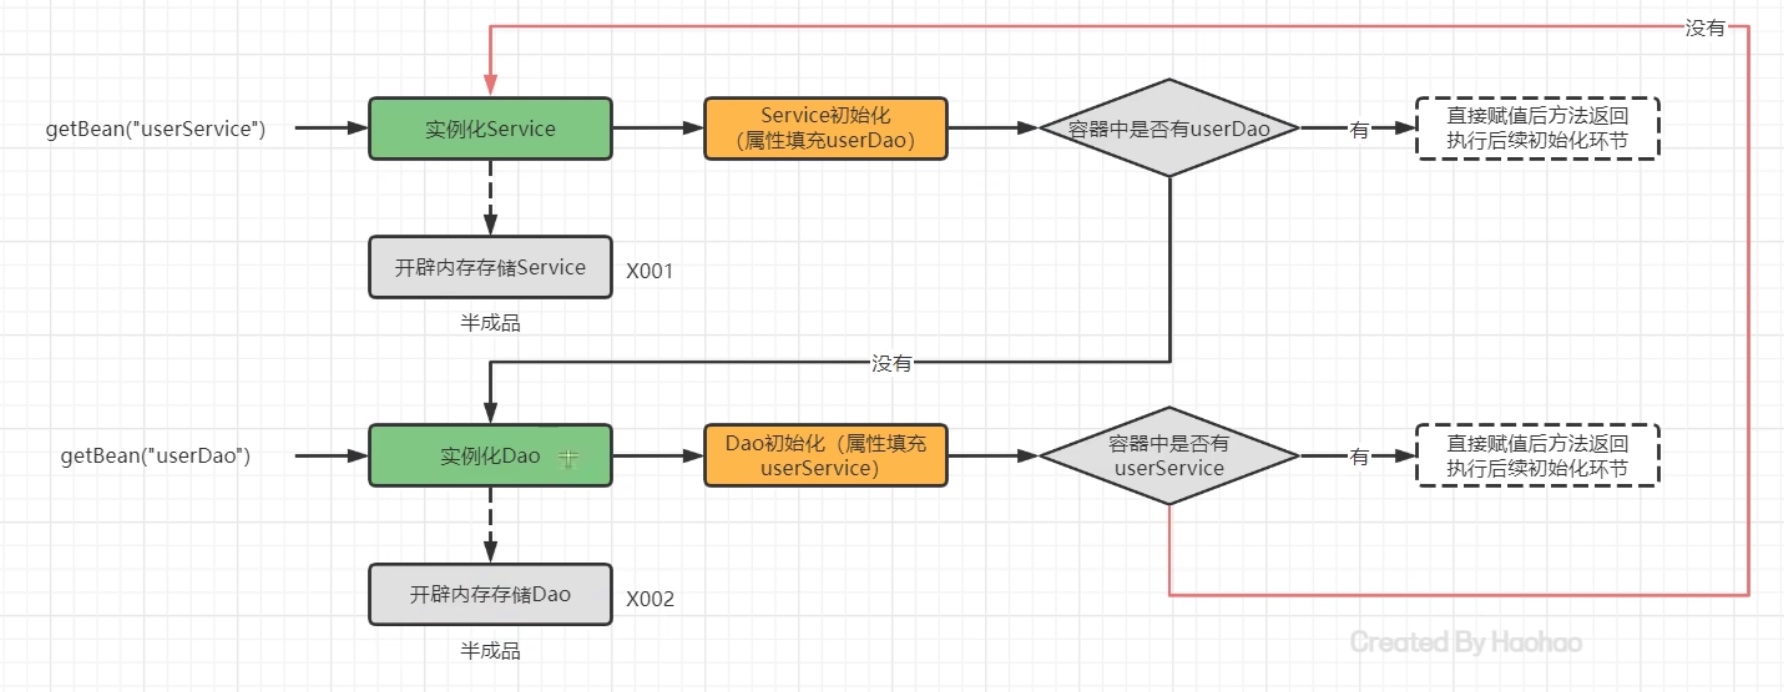 没有
getBean("userService")
实例化Service
Service初始化
（属性填充userDao）
容器中是否有userDao
有
直接赋值后方法返回
执行后续初始化环节
开辟内存存储Service
X001
半成品
没有
getBean("userDao")
实例化Dao
Dao初始化（属性填充
userService）
容器中是否有
userService
有
直接赋值后方法返回
执行后续初始化环节
开辟内存存储Dao
X002
半成品
Created By Haohao